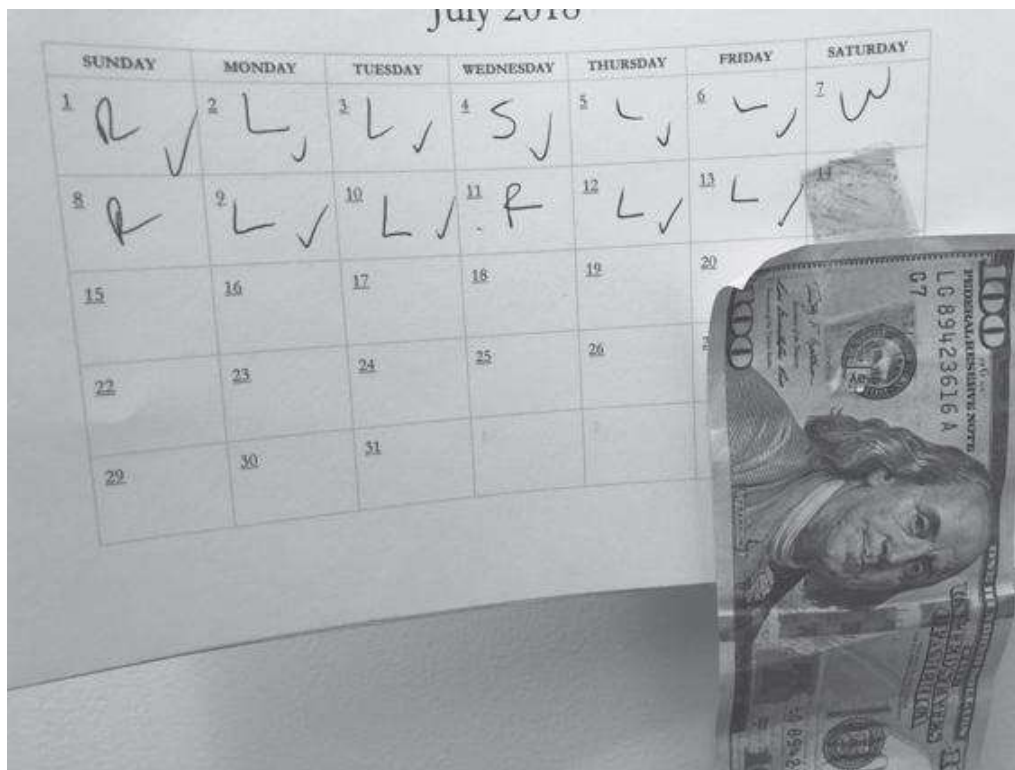 July 2018
SUNDAY MONDAY TUESDAY WEDNESDAY THURSDAY FRIDAY SATURDAY
1 R ✓ 2 L ✓ 3 L ✓ 4 S ✓ 5 L ✓ 6 L ✓ 7 W
8 R 9 L ✓ 10 L ✓ 11 R 12 L ✓ 13 L ✓ 14
15 16 17 18 19 20
22 23 24 25 26
29 30 31
100
FEDERAL RESERVE NOTE
LG89423616A
G7
100